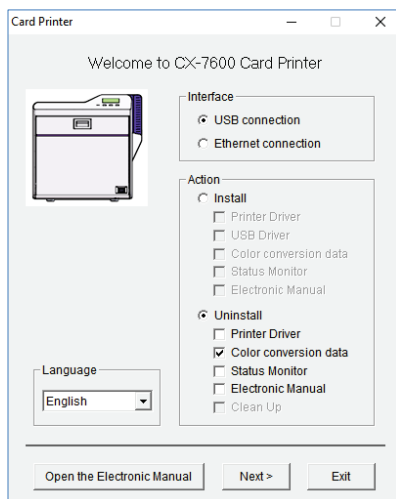 Card Printer
Welcome to CX-7600 Card Printer
Interface
USB connection
Ethernet connection
Action
Install
Printer Driver
USB Driver
Color conversion data
Status Monitor
Electronic Manual
Uninstall
Printer Driver
Color conversion data
Status Monitor
Electronic Manual
Clean Up
Language
English
Open the Electronic Manual
Next >
Exit